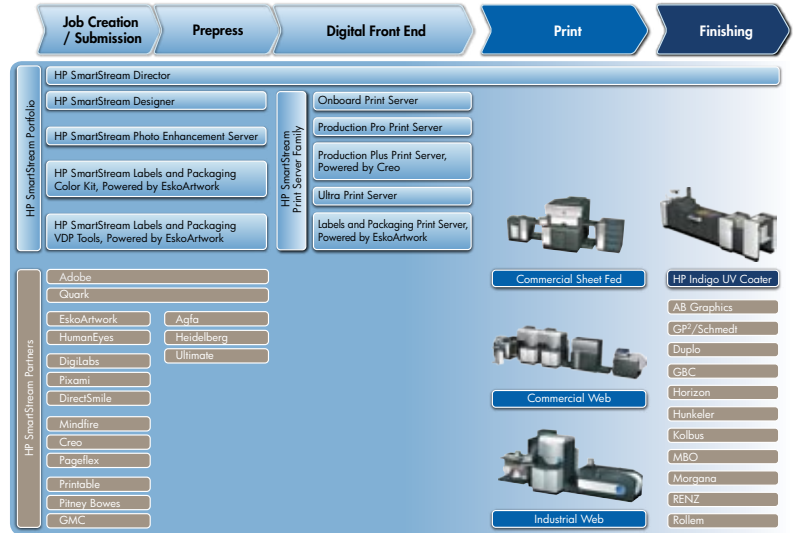 Job Creation
/ Submission
Prepress
Digital Front End
Print
Finishing
HP SmartStream Portfolio
HP SmartStream Director
HP SmartStream Designer
HP SmartStream Photo Enhancement Server
HP SmartStream Labels and Packaging
Color Kit, Powered by EskoArtwork
HP SmartStream Labels and Packaging
VDP Tools, Powered by EskoArtwork
HP SmartStream
Print Server Family
Onboard Print Server
Production Pro Print Server
Production Plus Print Server,
Powered by Creo
Ultra Print Server
Labels and Packaging Print Server,
Powered by EskoArtwork
HP SmartStream Partners
Adobe
Quark
EskoArtwork
HumanEyes
DigiLabs
Pixami
DirectSmile
Mindfire
Creo
Pageflex
Printable
Pitney Bowes
GMC
Agfa
Heidelberg
Ultimate
Commercial Sheet Fed
Commercial Web
Industrial Web
HP Indigo UV Coater
AB Graphics
GP²/Schmedt
Duplo
GBC
Horizon
Hunkeler
Kolbus
MBO
Morgana
RENZ
Rollem